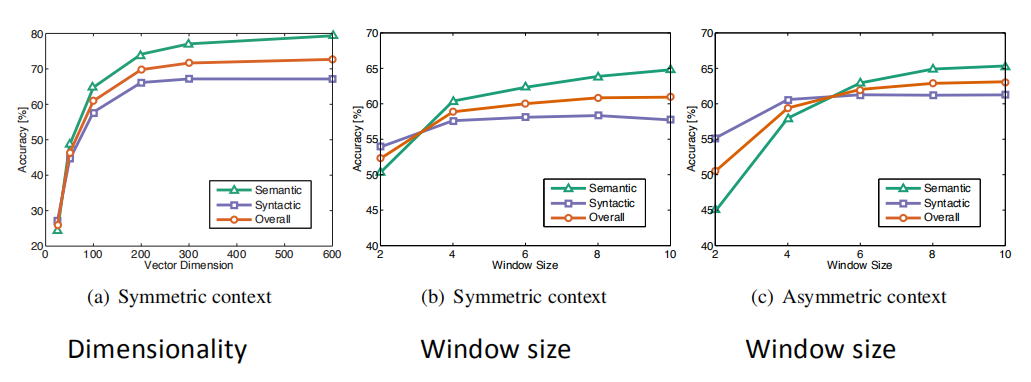 80
70
60
50
40
30
20
0 100 200 300 400 500 600
Accuracy [%]
Vector Dimension
Semantic
Syntactic
Overall
(a) Symmetric context
70
65
60
55
50
45
40
2 4 6 8 10
Accuracy [%]
Window Size
Semantic
Syntactic
Overall
(b) Symmetric context
70
65
60
55
50
45
40
2 4 6 8 10
Accuracy [%]
Window Size
Semantic
Syntactic
Overall
(c) Asymmetric context
Dimensionality
Window size
Window size